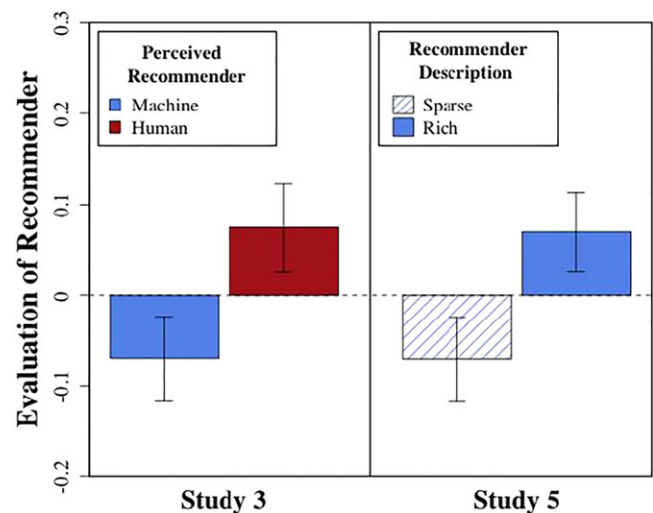 Evaluation of Recommender
0.3
0.2
0.1
0
-0.1
-0.2
Perceived
Recommender
Machine
Human
Recommender
Description
Sparse
Rich
Study 3
Study 5